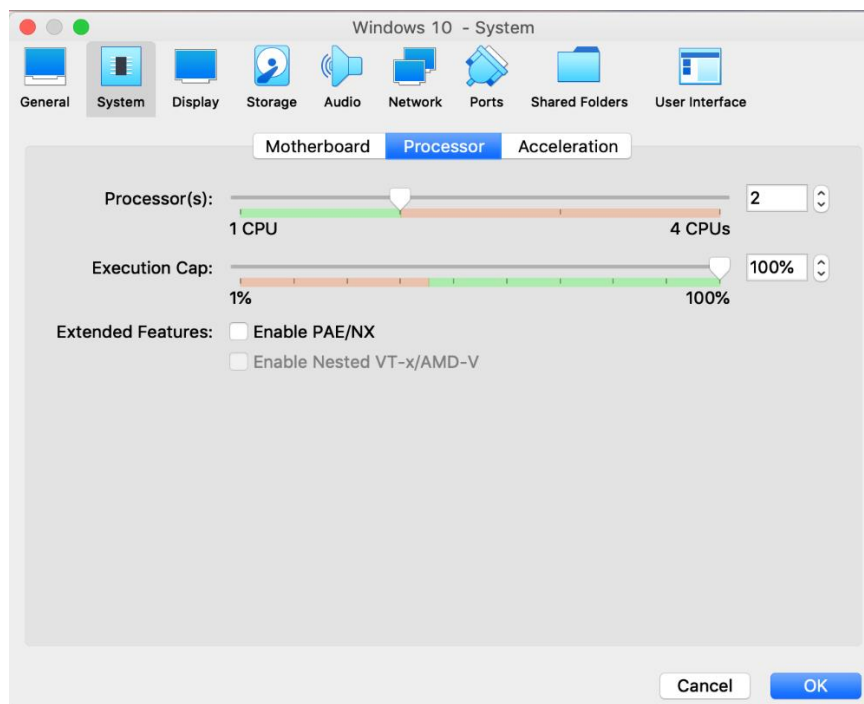 Windows 10 - System
General System Display Storage Audio Network Ports Shared Folders User Interface
Motherboard Processor Acceleration
Processor(s): 2
1 CPU 4 CPUs
Execution Cap: 100%
1% 100%
Extended Features: Enable PAE/NX
Enable Nested VT-x/AMD-V
Cancel OK